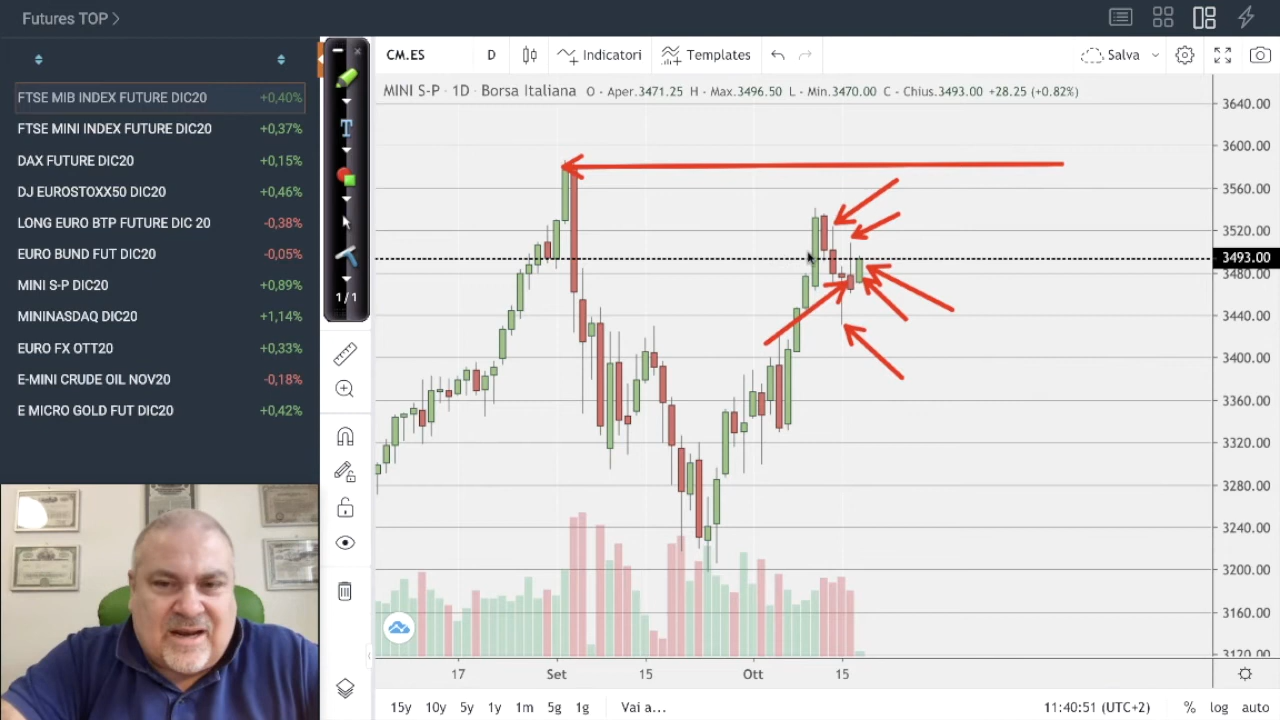 Futures TOP
FTSE MIB INDEX FUTURE DIC20 +0,40%
FTSE MINI INDEX FUTURE DIC20 +0,37%
DAX FUTURE DIC20 +0,15%
DJ EUROSTOXX50 DIC20 +0,46%
LONG EURO BTP FUTURE DIC 20 -0,38%
EURO BUND FUT DIC20 -0,05%
MINI S-P DIC20 +0,89%
MININASDAQ DIC20 +1,14%
EURO FX OTT20 +0,33%
E-MINI CRUDE OIL NOV20 -0,18%
E MICRO GOLD FUT DIC20 +0,42%
T
1/1
CM.ES D Indicatori Templates Salva
MINI S-P · 1D · Borsa Italiana O - Aper.3471.25 H - Max.3496.50 L - Min.3470.00 C - Chius.3493.00 +28.25 (+0.82%)
3640.00
3600.00
3560.00
3520.00
3493.00
3480.00
3440.00
3400.00
3360.00
3320.00
3280.00
3240.00
3200.00
3160.00
3120.00
17 Set 15 Ott 15
15y 10y 5y 1y 1m 5g 1g Vai a... 11:40:51 (UTC+2) % log auto